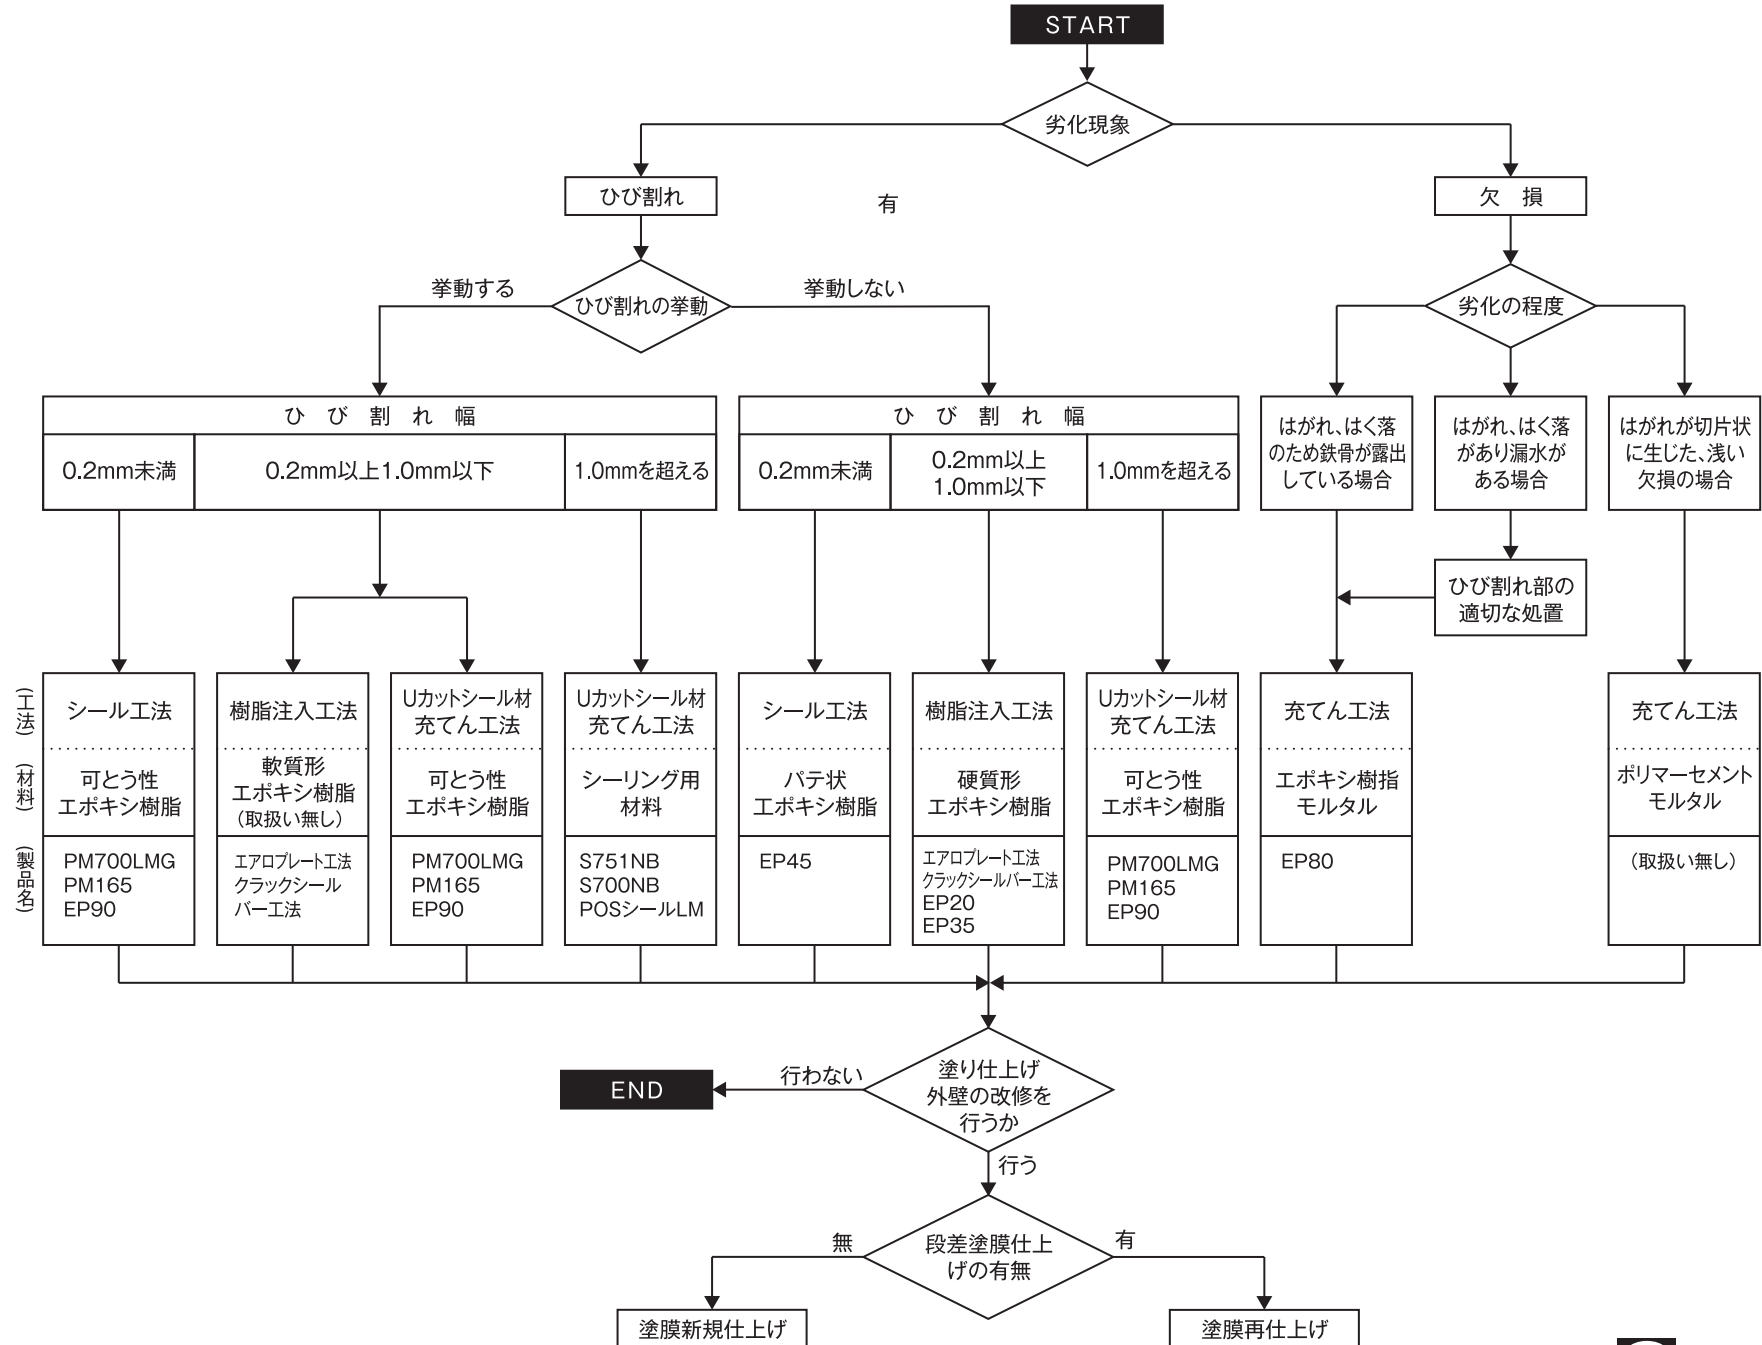 START
劣化現象
ひび割れ
有
欠　損
挙動する
ひび割れの挙動
挙動しない
劣化の程度
ひ び 割 れ 幅
0.2mm未満
0.2mm以上1.0mm以下
1.0mmを超える
ひ び 割 れ 幅
0.2mm未満
0.2mm以上
1.0mm以下
1.0mmを超える
はがれ、はく落
のため鉄骨が露出
している場合
はがれ、はく落
があり漏水が
ある場合
はがれが切片状
に生じた、浅い
欠損の場合
ひび割れ部の
適切な処置
(工法)
シール工法
樹脂注入工法
Uカットシール材
充てん工法
Uカットシール材
充てん工法
シール工法
樹脂注入工法
Uカットシール材
充てん工法
充てん工法
充てん工法
(材料)
可とう性
エポキシ樹脂
軟質形
エポキシ樹脂
(取扱い無し)
可とう性
エポキシ樹脂
シーリング用
材料
パテ状
エポキシ樹脂
硬質形
エポキシ樹脂
可とう性
エポキシ樹脂
エポキシ樹指
モルタル
ポリマーセメント
モルタル
(製品名)
PM700LMG
PM165
EP90
エアロプレート工法
クラックシール
バー工法
PM700LMG
PM165
EP90
S751NB
S700NB
POSシールLM
EP45
エアロプレート工法
クラックシールバー工法
EP20
EP35
PM700LMG
PM165
EP90
EP80
(取扱い無し)
END
行わない
塗り仕上げ
外壁の改修を
行うか
行う
無
段差塗膜仕上
げの有無
有
塗膜新規仕上げ
塗膜再仕上げ